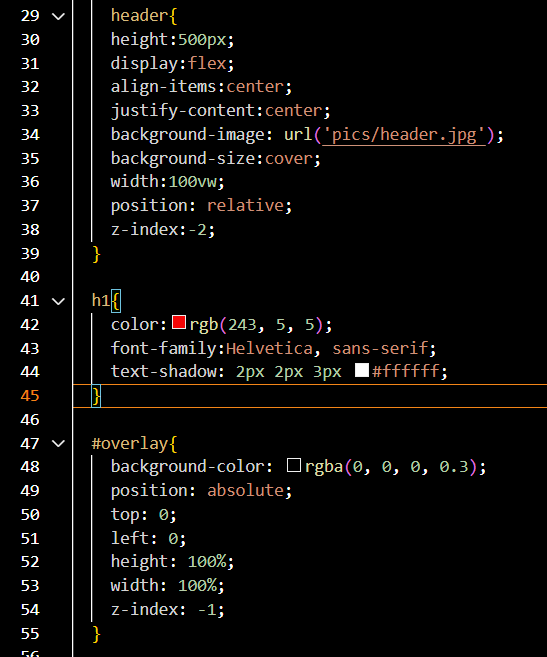 29 header{
30 height:500px;
31 display:flex;
32 align-items:center;
33 justify-content:center;
34 background-image: url('pics/header.jpg');
35 background-size:cover;
36 width:100vw;
37 position: relative;
38 z-index:-2;
39 }
40
41 h1{
42 color:rgb(243, 5, 5);
43 font-family:Helvetica, sans-serif;
44 text-shadow: 2px 2px 3px #ffffff;
45 }
46
47 #overlay{
48 background-color: rgba(0, 0, 0, 0.3);
49 position: absolute;
50 top: 0;
51 left: 0;
52 height: 100%;
53 width: 100%;
54 z-index: -1;
55 }
56